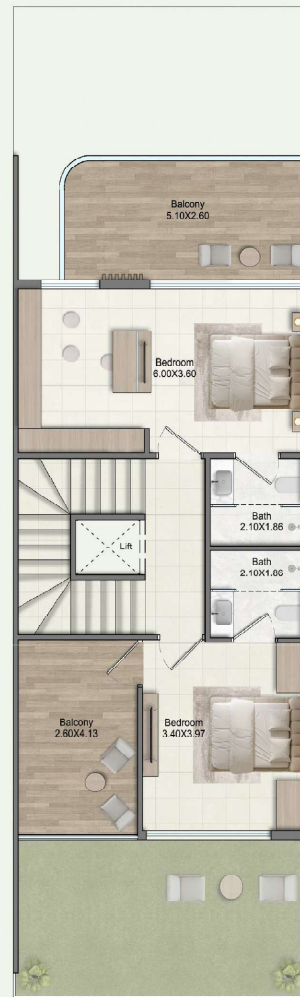 Balcony
5.10X2.60
Bedroom
6.00X3.60
Bath
2.10X1.86
Lift
Bath
2.10X1.86
Balcony
2.60X4.13
Bedroom
3.40X3.97